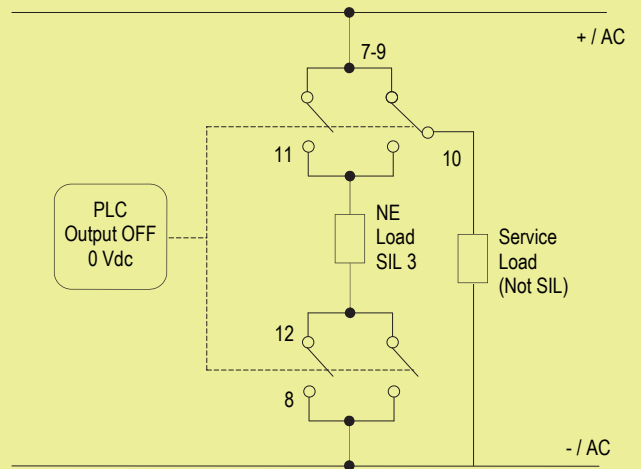 + / AC
7-9
11
10
PLC
Output OFF
0 Vdc
NE
Load
SIL 3
Service
Load
(Not SIL)
12
8
- / AC